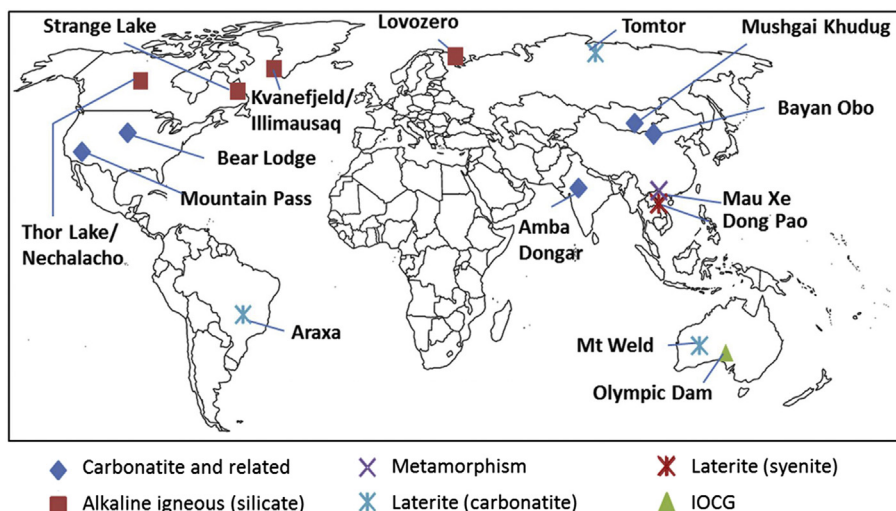 Strange Lake
Lovozero
Tomtor
Mushgai Khudug
Kvanefjeld/
Illimausaq
Bayan Obo
Bear Lodge
Mountain Pass
Thor Lake/
Nechalacho
Amba
Dongar
Mau Xe
Dong Pao
Araxa
Mt Weld
Olympic Dam
Carbonatite and related
Metamorphism
Laterite (syenite)
Alkaline igneous (silicate)
Laterite (carbonatite)
IOCG